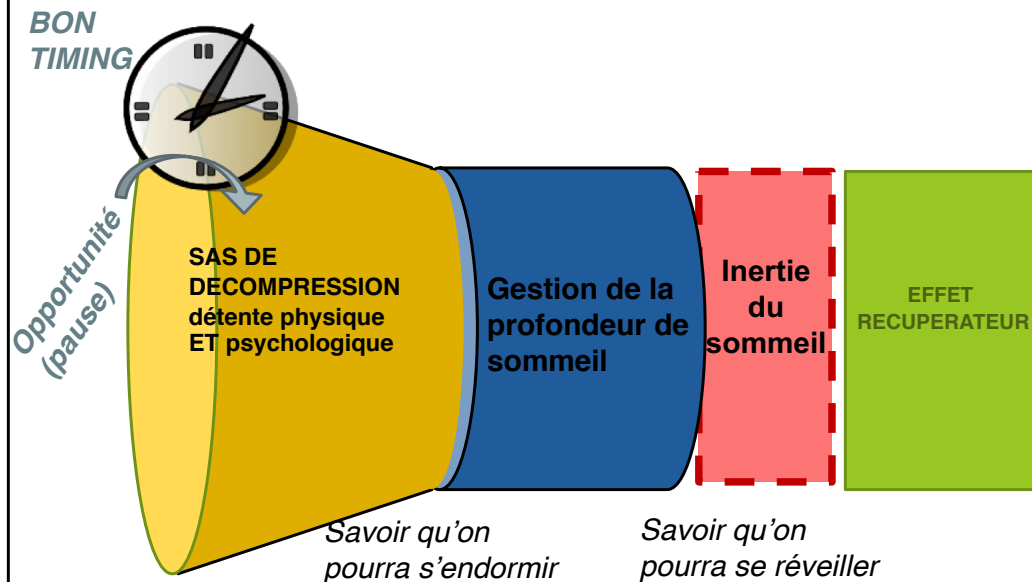 BON
TIMING
Opportunité
(pause)
SAS DE
DECOMPRESSION
détente physique
ET psychologique
Gestion de la
profondeur de
sommeil
Inertie
du
sommeil
EFFET
RECUPERATEUR
Savoir qu'on
pourra s'endormir
Savoir qu'on
pourra se réveiller